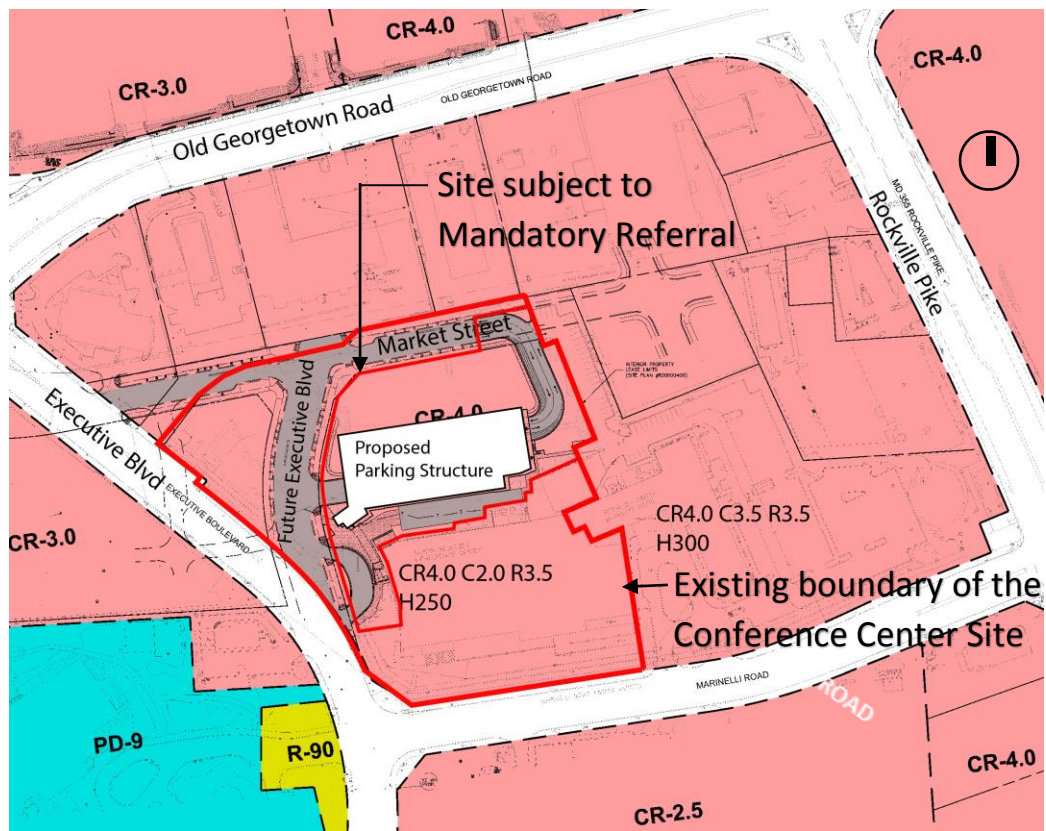 CR-4.0
CR-3.0
CR-4.0
OLD GEORGETOWN ROAD
Old Georgetown Road
Site subject to
Mandatory Referral
MD 355 ROCKVILLE PIKE
Rockville Pike
Market Street
INTERIOR PROPERTY
LEASE LIMITS
Executive Blvd
EXECUTIVE BOULEVARD
Future Executive Blvd
CR-4.0
Proposed
Parking Structure
CR-3.0
CR4.0 C3.5 R3.5
H300
CR4.0 C2.0 R3.5
H250
Existing boundary of the
Conference Center Site
MARINELLI ROAD
ROAD
PD-9
R-90
CR-4.0
CR-2.5